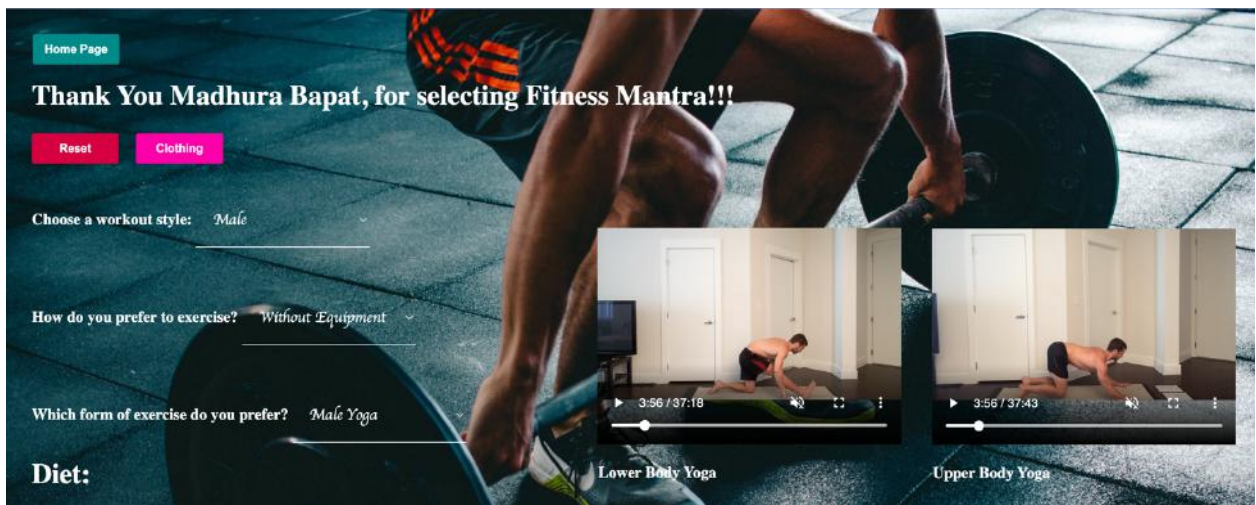 Home Page
Thank You Madhura Bapat, for selecting Fitness Mantra!!!
Reset
Clothing
Choose a workout style: Male
How do you prefer to exercise? Without Equipment
Which form of exercise do you prefer? Male Yoga
3:56 / 37:18
3:56 / 37:43
Lower Body Yoga
Upper Body Yoga
Diet: